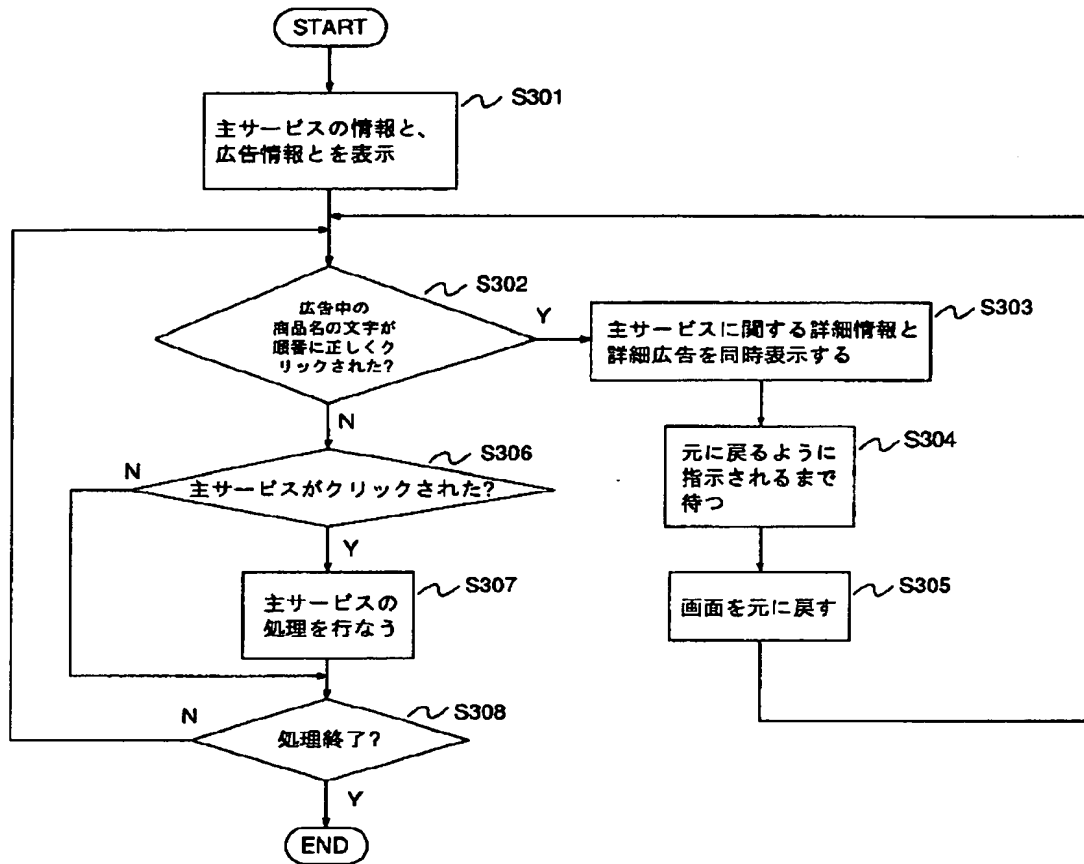 START
S301
主サービスの情報と、
広告情報とを表示
S302
広告中の
商品名の文字が
順番に正しくク
リックされた?
Y
N
S303
主サービスに関する詳細情報と
詳細広告を同時表示する
S304
元に戻るように
指示されるまで
待つ
S305
画面を元に戻す
S306
主サービスがクリックされた?
N
Y
S307
主サービスの
処理を行なう
S308
処理終了?
N
Y
END